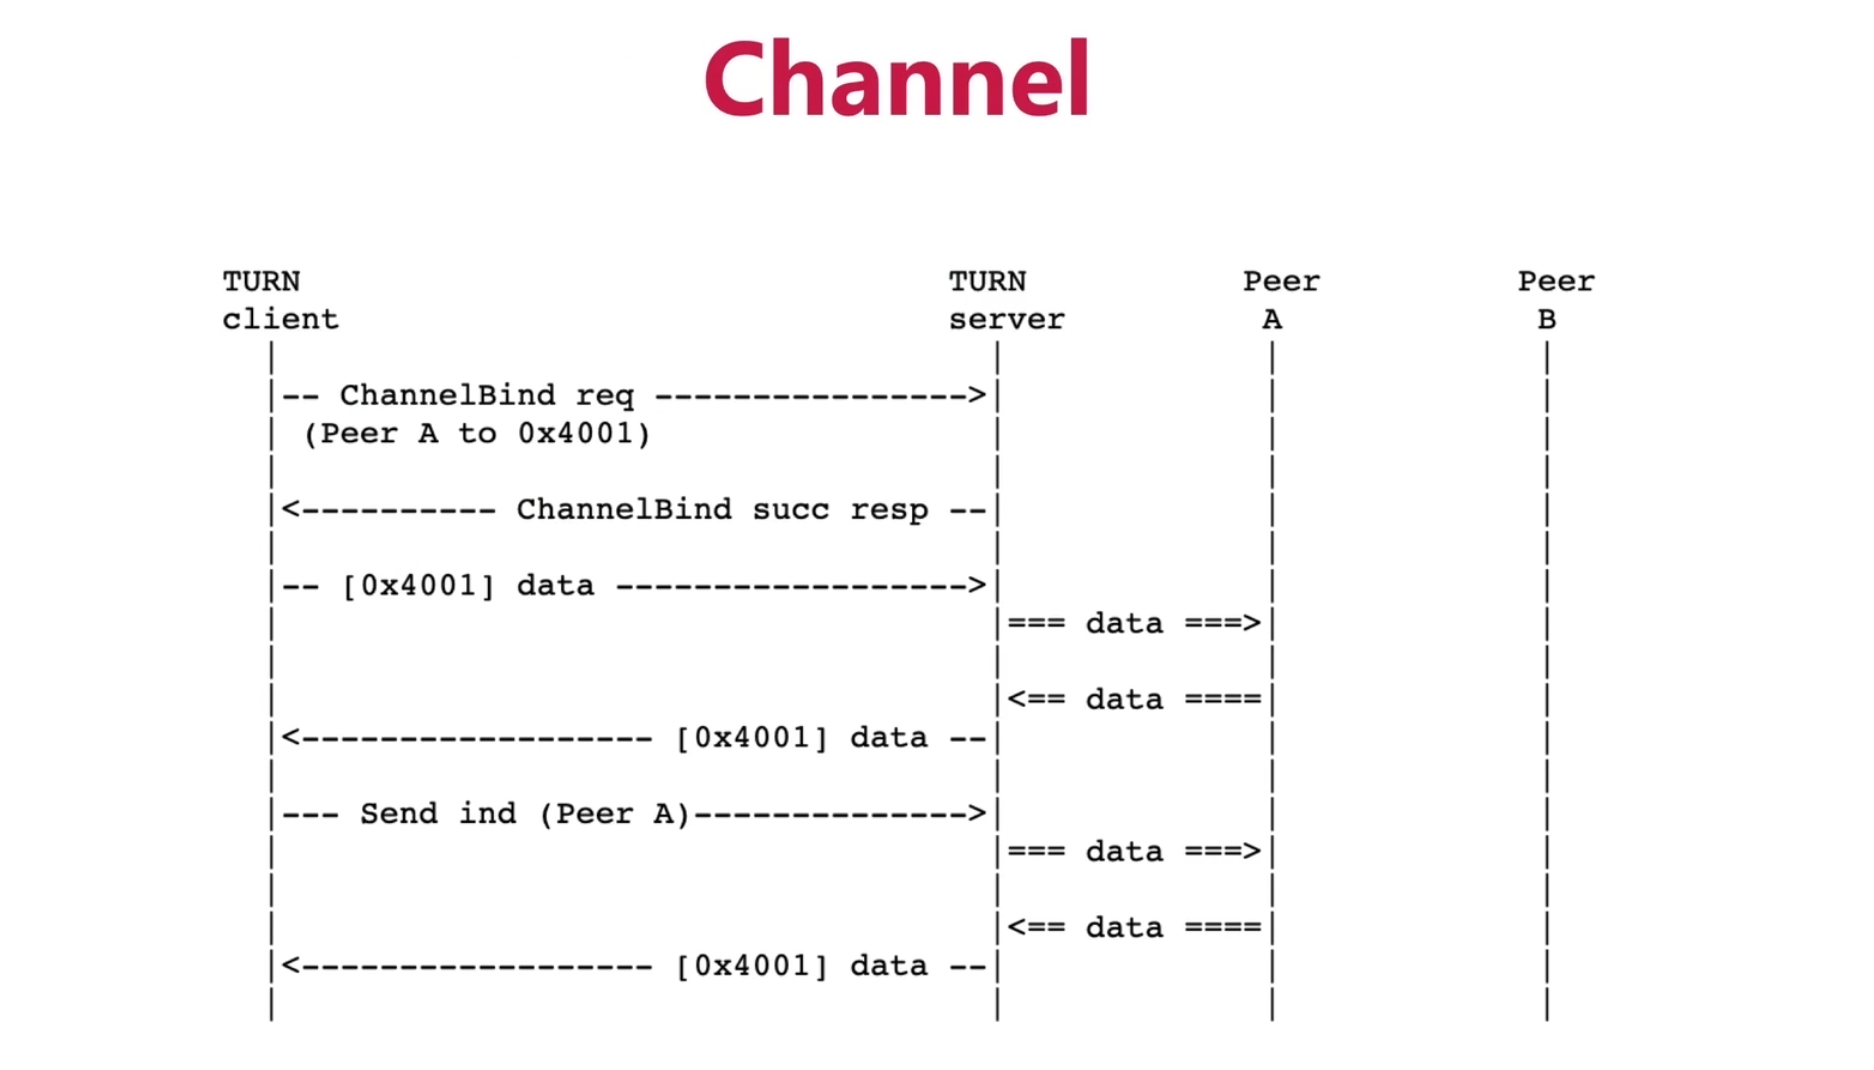 Channel
TURN                                 TURN          Peer          Peer
client                               server         A             B
|-- ChannelBind req ---------------->|             |             |
| (Peer A to 0x4001)                 |             |             |
|<---------- ChannelBind succ resp --|             |             |
|-- [0x4001] data ------------------>|             |             |
|                                    |=== data ===>|             |
|                                    |<== data ====|             |
|<------------------ [0x4001] data --|             |             |
|--- Send ind (Peer A)-------------->|             |             |
|                                    |=== data ===>|             |
|                                    |<== data ====|             |
|<------------------ [0x4001] data --|             |             |